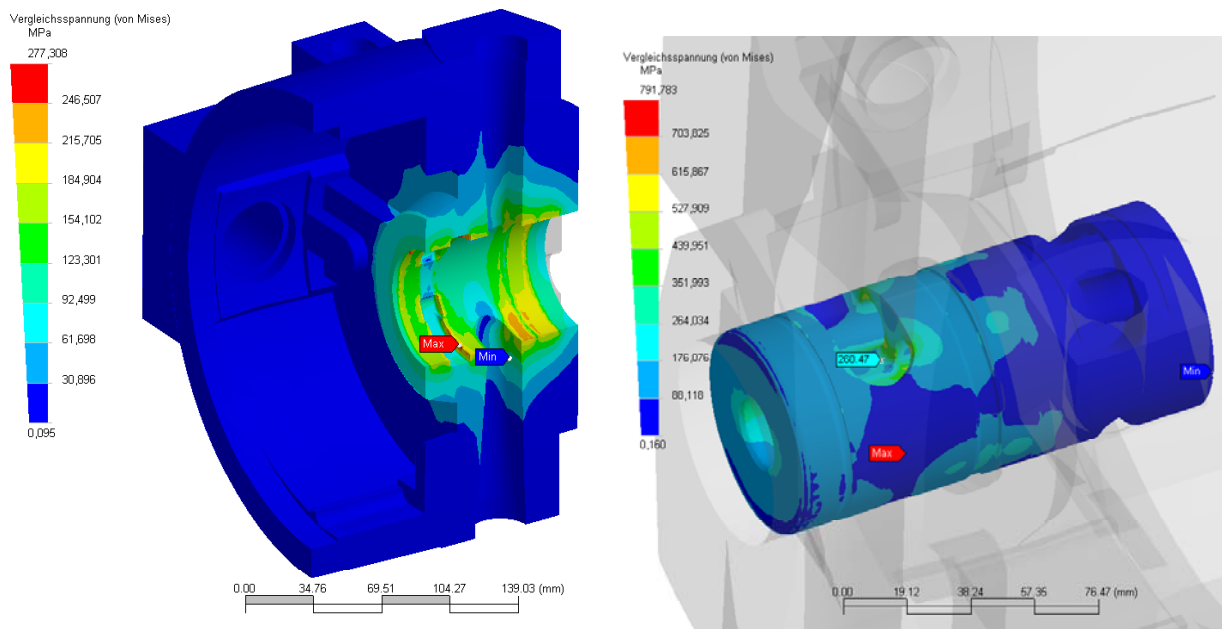 Vergleichsspannung (von Mises)
MPa
277,308
246,507
215,705
184,904
154,102
123,301
92,499
61,698
30,896
0,095
Max
Min
0.00 34.76 69.51 104.27 139.03 (mm)
Vergleichsspannung (von Mises)
MPa
791,783
703,825
615,867
527,909
439,951
351,993
264,034
176,076
88,118
0,160
260.47
Min
Max
0.00 19.12 38.24 57.35 76.47 (mm)